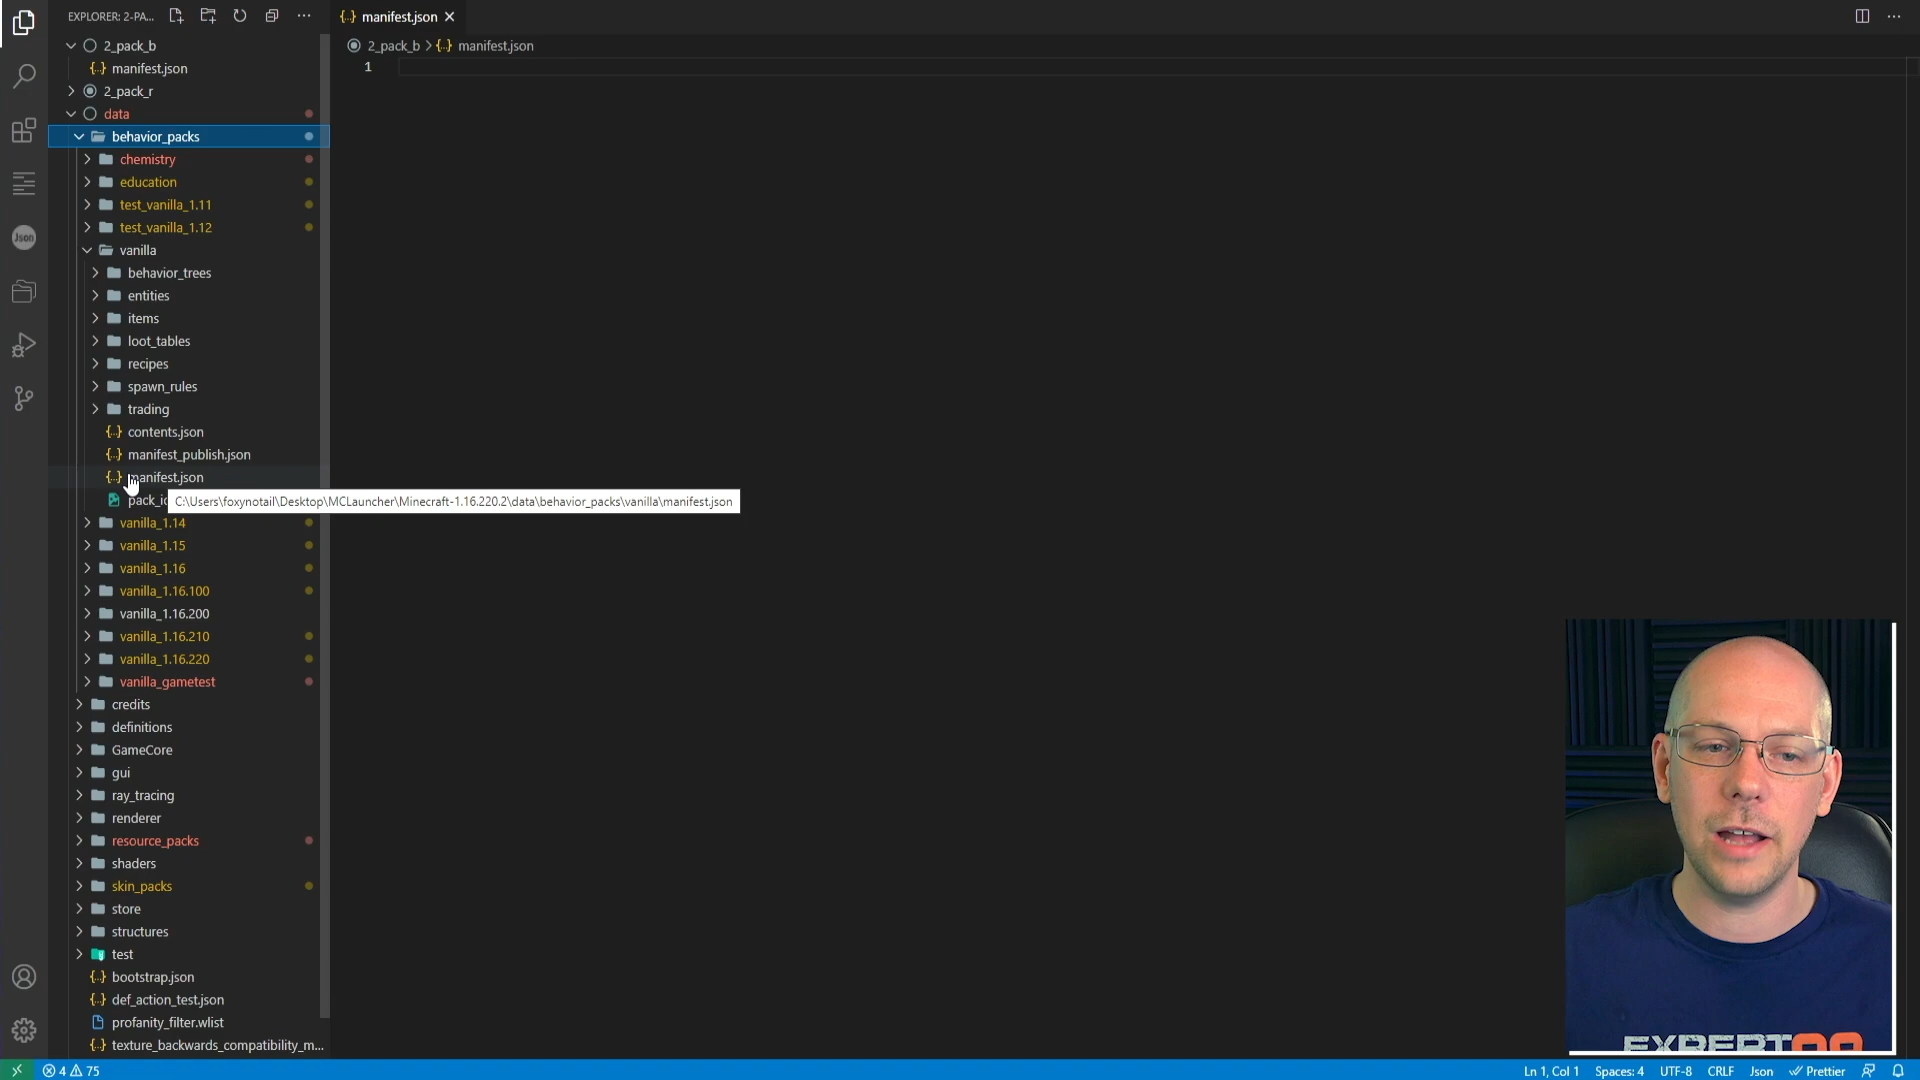 EXPLORER: 2-PA...
2_pack_b
manifest.json
2_pack_r
data
behavior_packs
chemistry
education
test_vanilla_1.11
test_vanilla_1.12
vanilla
behavior_trees
entities
items
loot_tables
recipes
spawn_rules
trading
contents.json
manifest_publish.json
manifest.json
C:\Users\foxynotail\Desktop\MCLauncher\Minecraft-1.16.220.2\data\behavior_packs\vanilla\manifest.json
vanilla_1.14
vanilla_1.15
vanilla_1.16
vanilla_1.16.100
vanilla_1.16.200
vanilla_1.16.210
vanilla_1.16.220
vanilla_gametest
credits
definitions
GameCore
gui
ray_tracing
renderer
resource_packs
shaders
skin_packs
store
structures
test
bootstrap.json
def_action_test.json
profanity_filter.wlist
texture_backwards_compatibility_m...
manifest.json
2_pack_b > {..} manifest.json
1
Json
4 75
Ln 1, Col 1 Spaces: 4 UTF-8 CRLF Json Prettier